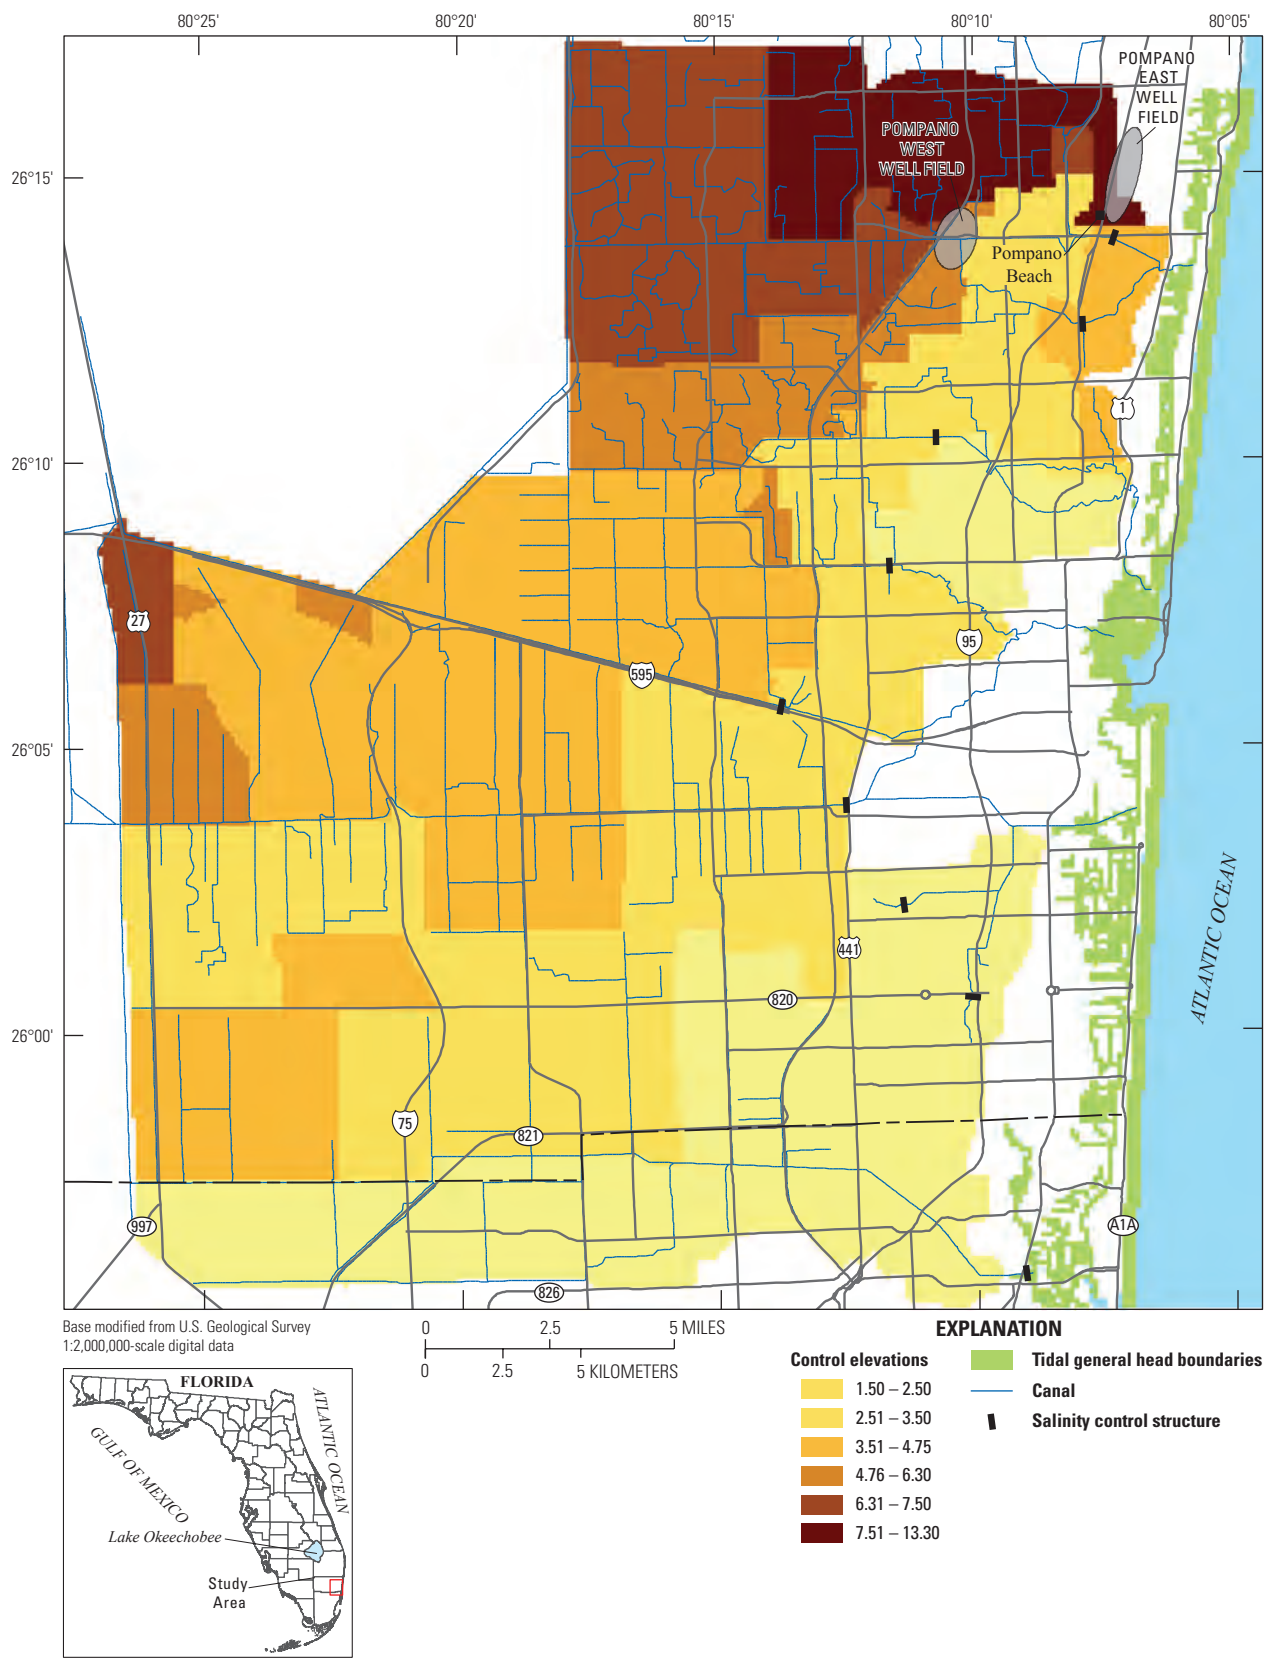 80°25'
80°20'
80°15'
80°10'
80°05'
POMPANO
EAST
WELL
FIELD
POMPANO
WEST
WELL FIELD
26°15'
Pompano
Beach
1
26°10'
27
95
595
26°05'
ATLANTIC OCEAN
441
820
26°00'
75
821
997
A1A
826
Base modified from U.S. Geological Survey
1:2,000,000-scale digital data
0 2.5 5 MILES
0 2.5 5 KILOMETERS
EXPLANATION
Control elevations
1.50 – 2.50
2.51 – 3.50
3.51 – 4.75
4.76 – 6.30
6.31 – 7.50
7.51 – 13.30
Tidal general head boundaries
Canal
Salinity control structure
FLORIDA
ATLANTIC OCEAN
GULF OF MEXICO
Lake Okeechobee
Study
Area